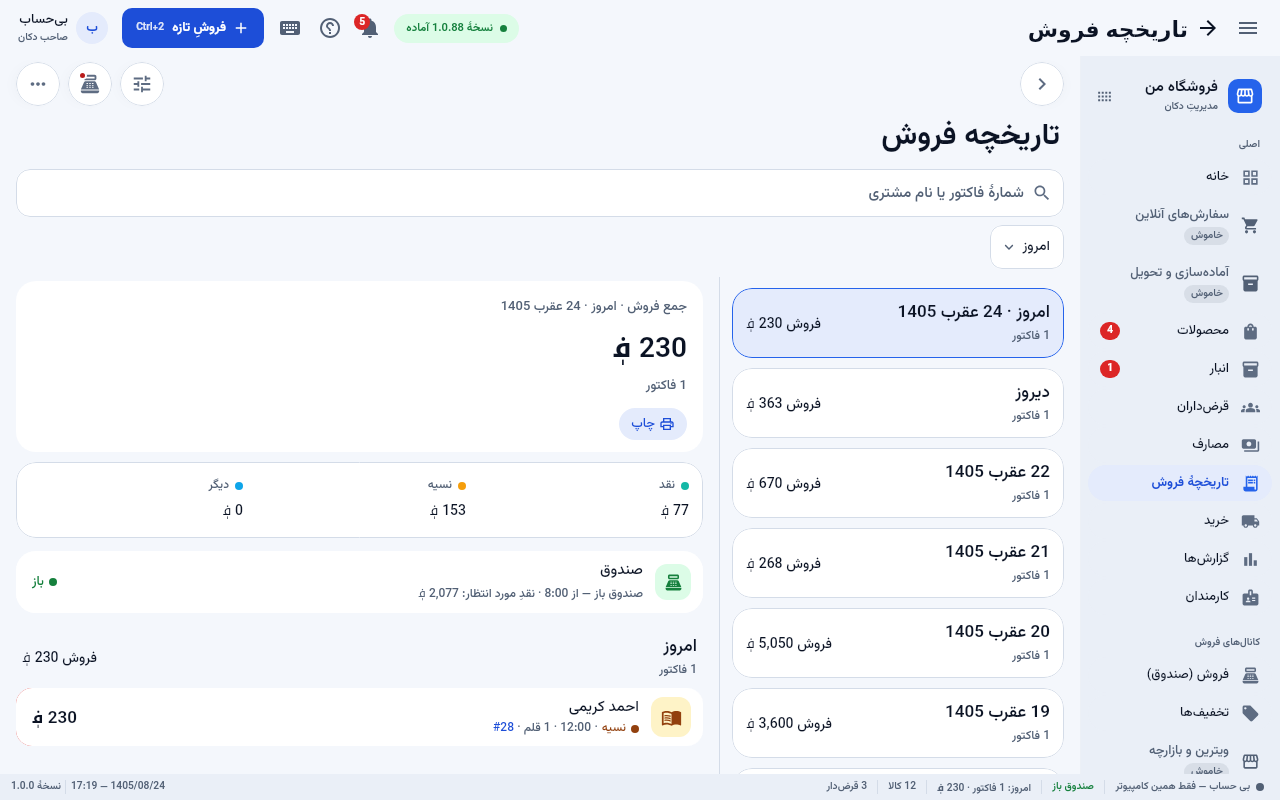 تاریخچه فروش
نسخهٔ 1.0.88 آماده
5
فروش تازه Ctrl+2
بی‌حساب
صاحب دکان
ب
فروشگاه من
مدیریت دکان
اصلی
خانه
سفارش‌های آنلاین
خاموش
آماده‌سازی و تحویل
خاموش
محصولات 4
انبار 1
قرض‌داران
مصارف
تاریخچهٔ فروش
خرید
گزارش‌ها
کارمندان
کانال‌های فروش
فروش (صندوق)
تخفیف‌ها
ویترین و بازارچه
خاموش
تاریخچه فروش
شمارهٔ فاکتور یا نام مشتری
امروز
امروز · 24 عقرب 1405
1 فاکتور
فروش 230 ؋
دیروز
1 فاکتور
فروش 363 ؋
22 عقرب 1405
1 فاکتور
فروش 670 ؋
21 عقرب 1405
1 فاکتور
فروش 268 ؋
20 عقرب 1405
1 فاکتور
فروش 5,050 ؋
19 عقرب 1405
1 فاکتور
فروش 3,600 ؋
جمع فروش · امروز · 24 عقرب 1405
230 ؋
1 فاکتور
چاپ
نقد
77 ؋
نسیه
153 ؋
دیگر
0 ؋
صندوق
صندوق باز — از 8:00 · نقدِ مورد انتظار: 2,077 ؋
باز
امروز
1 فاکتور
فروش 230 ؋
احمد کریمی
نسیه · 12:00 · 1 قلم · #28
230 ؋
بی حساب — فقط همین کامپیوتر
صندوق باز
امروز: 1 فاکتور · 230 ؋
12 کالا
3 قرض‌دار
1405/08/24 — 17:19
نسخهٔ 1.0.0